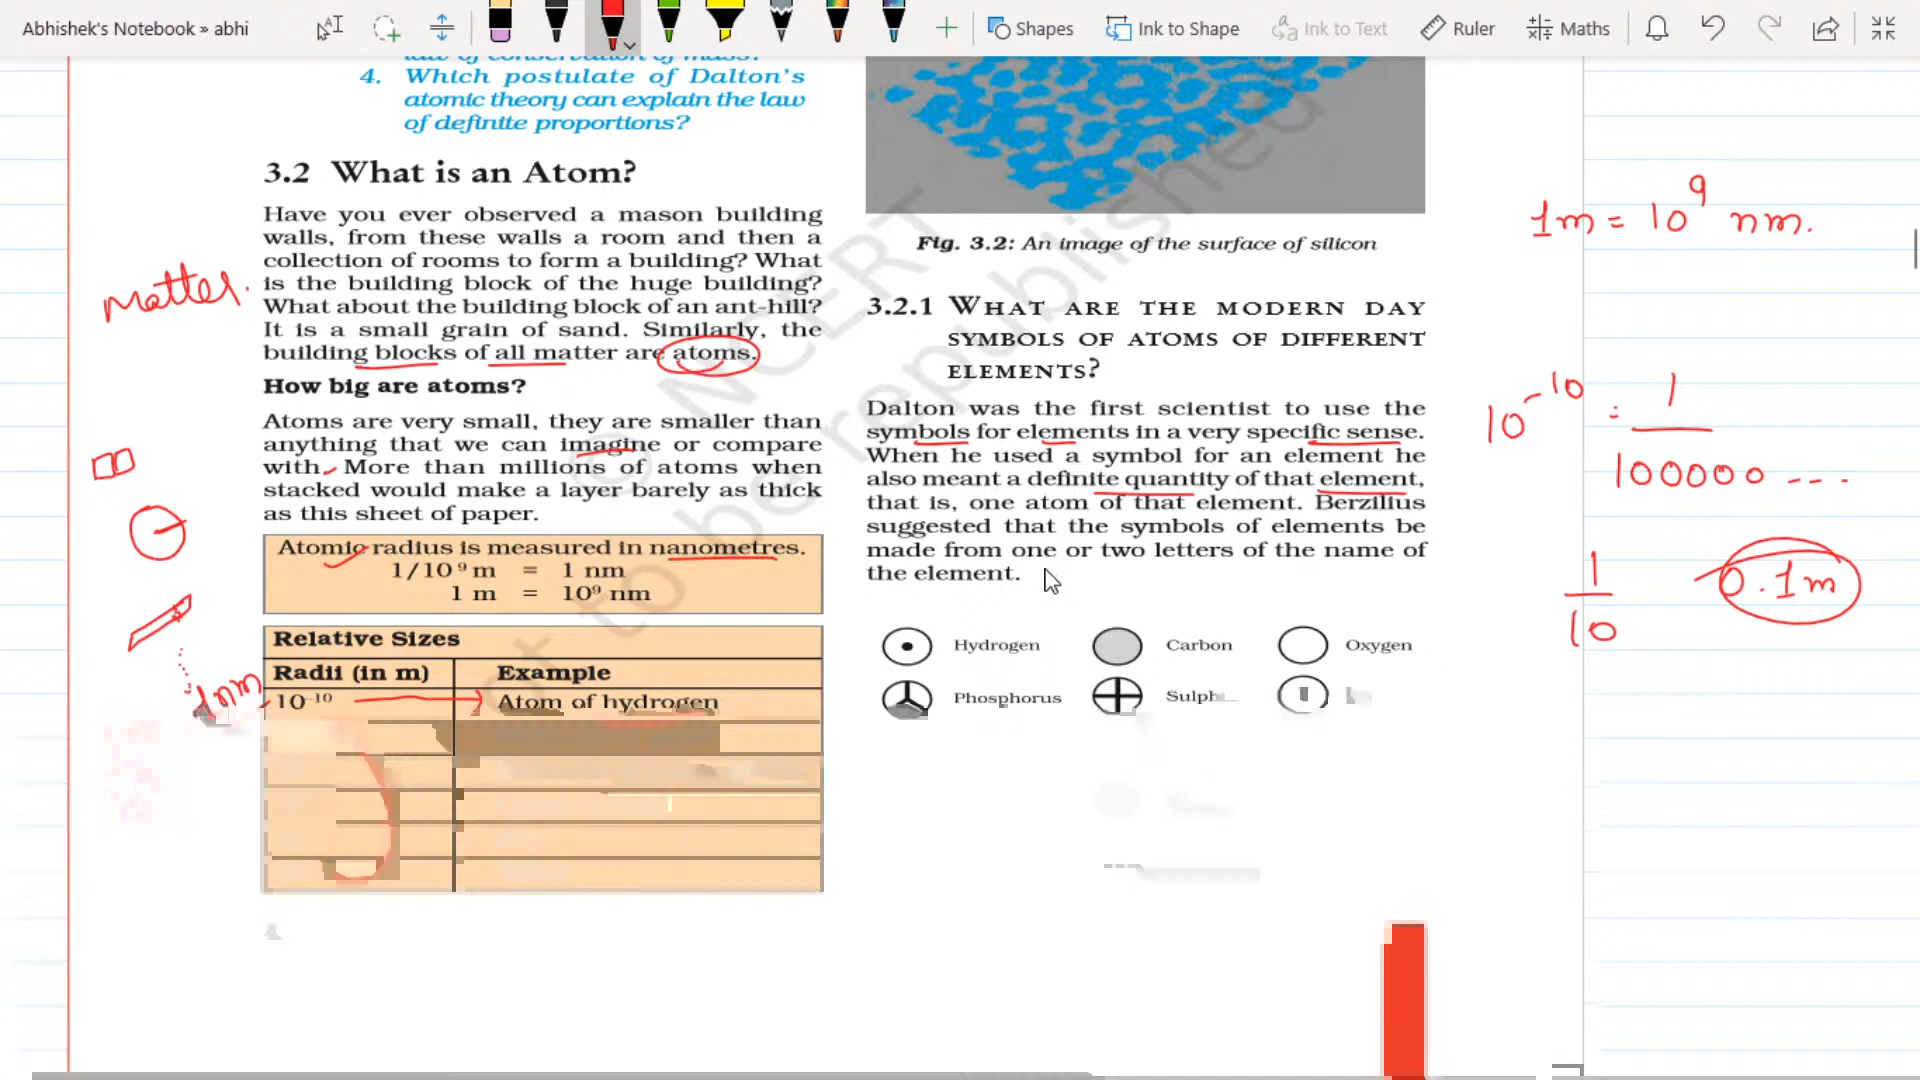 Abhishek's Notebook » abhi
Shapes
Ink to Shape
Ink to Text
Ruler
Maths
law of conservation of mass?
4. Which postulate of Dalton's
atomic theory can explain the law
of definite proportions?
3.2 What is an Atom?
Have you ever observed a mason building
walls, from these walls a room and then a
collection of rooms to form a building? What
is the building block of the huge building?
What about the building block of an ant-hill?
It is a small grain of sand. Similarly, the
building blocks of all matter are atoms.
matter.
How big are atoms?
Atoms are very small, they are smaller than
anything that we can imagine or compare
with. More than millions of atoms when
stacked would make a layer barely as thick
as this sheet of paper.
Atomic radius is measured in nanometres.
1/10⁹ m = 1 nm
1 m = 10⁹ nm
Relative Sizes
Radii (in m) Example
10⁻¹⁰ Atom of hydrogen
1nm
Fig. 3.2: An image of the surface of silicon
3.2.1 WHAT ARE THE MODERN DAY
SYMBOLS OF ATOMS OF DIFFERENT
ELEMENTS?
Dalton was the first scientist to use the
symbols for elements in a very specific sense.
When he used a symbol for an element he
also meant a definite quantity of that element,
that is, one atom of that element. Berzilius
suggested that the symbols of elements be
made from one or two letters of the name of
the element.
Hydrogen Carbon Oxygen
Phosphorus Sulph
© NCERT
not to be republished
1m = 10⁹ nm.
10⁻¹⁰ = 1
100000 ---
1
10
0.1m